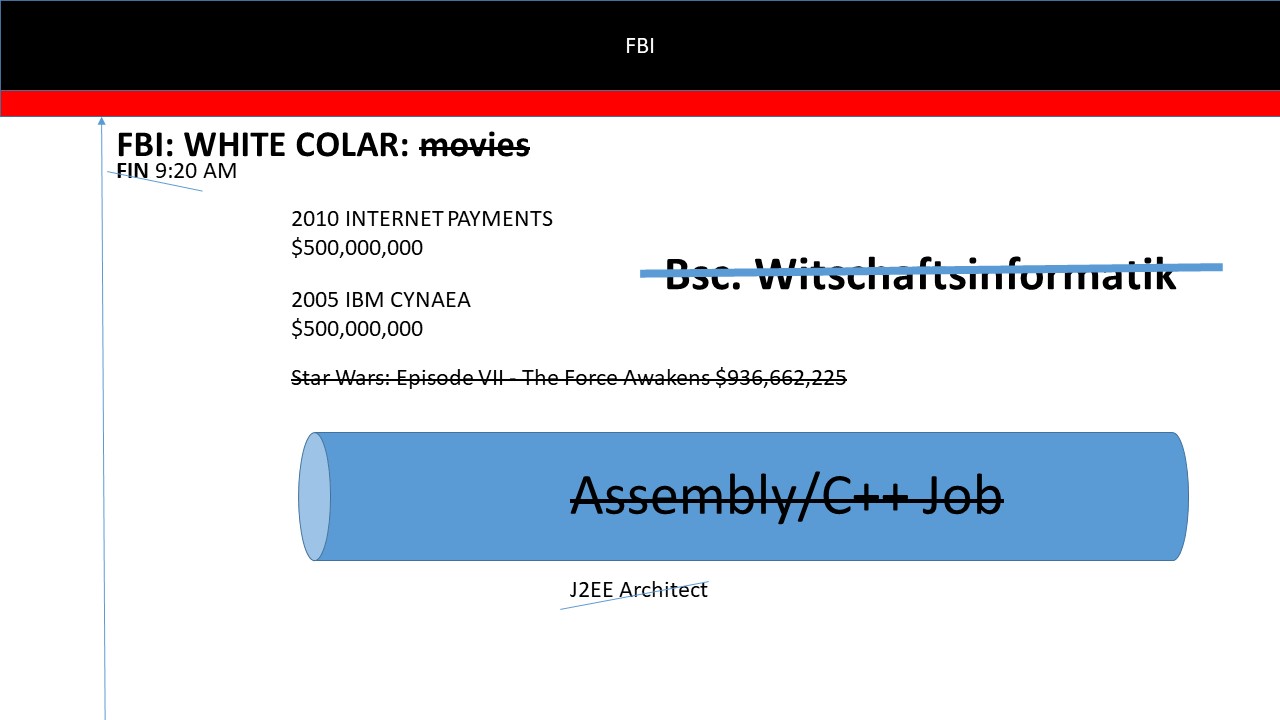 FBI
FBI: WHITE COLAR: movies
FIN 9:20 AM
2010 INTERNET PAYMENTS
$500,000,000
Bsc. Witschaftsinformatik
2005 IBM CYNAEA
$500,000,000
Star Wars: Episode VII - The Force Awakens $936,662,225
Assembly/C++ Job
J2EE Architect